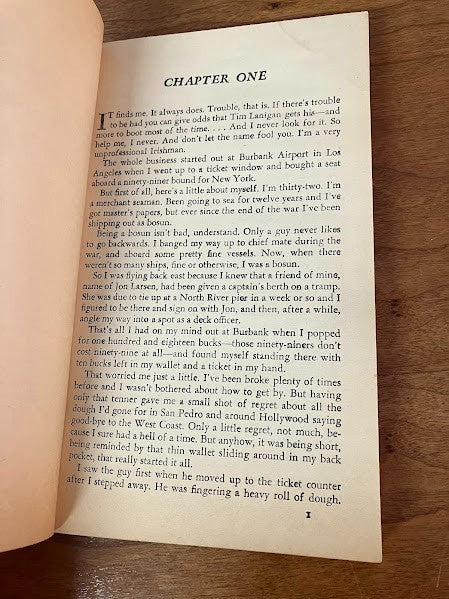 CHAPTER ONE
IT finds me. It always does. Trouble, that is. If there's trouble
to be had you can give odds that Tim Lanigan gets his—and
more to boot most of the time. . . . And I never look for it. So
help me, I never. And don't let the name fool you. I'm a very
unprofessional Irishman.
The whole business started out at Burbank Airport in Los
Angeles when I went up to a ticket window and bought a seat
aboard a ninety-niner bound for New York.
But first of all, here's a little about myself. I'm thirty-two. I'm
a merchant seaman. Been going to sea for twelve years and I've
got master's papers, but ever since the end of the war I've been
shipping out as bosun.
Being a bosun isn't bad, understand. Only a guy never likes
to go backwards. I banged my way up to chief mate during the
war, and aboard some pretty fine vessels. Now, when there
weren't so many ships, fine or otherwise, I was a bosun.
So I was flying back east because I knew that a friend of mine,
name of Jon Larsen, had been given a captain's berth on a tramp.
She was due to tie up at a North River pier in a week or so and I
figured to be there and sign on with Jon, and then, after a while,
angle my way into a spot as a deck officer.
That's all I had on my mind out at Burbank when I popped
for one hundred and eighteen bucks—those ninety-niners don't
cost ninety-nine at all—and found myself standing there with
ten bucks left in my wallet and a ticket in my hand.
That worried me just a little. I've been broke plenty of times
before and I wasn't bothered about how to get by. But having
only that tenner gave me a small shot of regret about all the
dough I'd gone for in San Pedro and around Hollywood saying
good-bye to the West Coast. Only a little regret, not much, be-
cause I sure had a hell of a time. But anyhow, it was being short,
being reminded by that thin wallet sliding around in my back
pocket, that really started it all.
I saw the guy first when he moved up to the ticket counter
after I stepped away. He was fingering a heavy roll of dough.
1